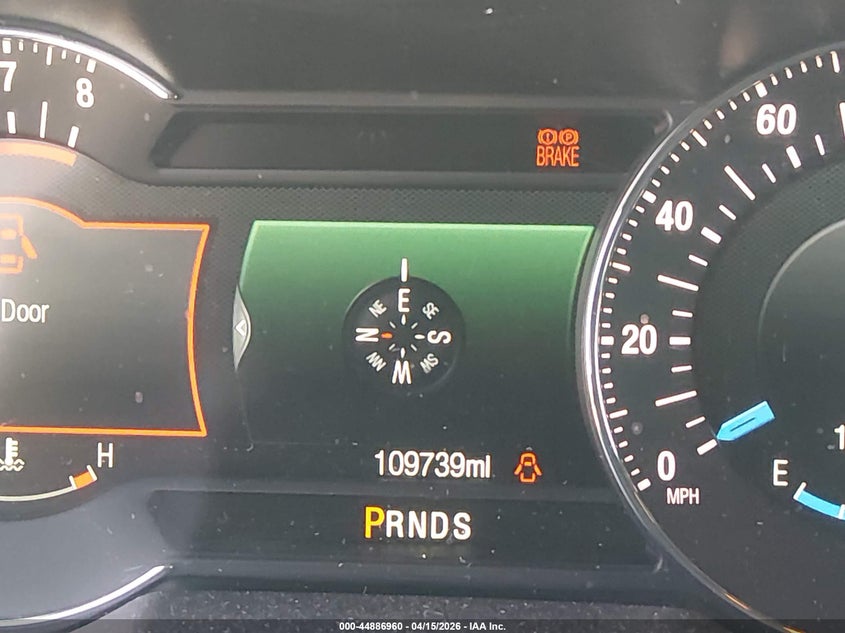 7
8
BRAKE
60
40
20
0
MPH
Door
E
NE
SE
N
S
NW
SW
W
109739mi
H
PRNDS
E
1
000-44886960 - 04/15/2026 - IAA Inc.